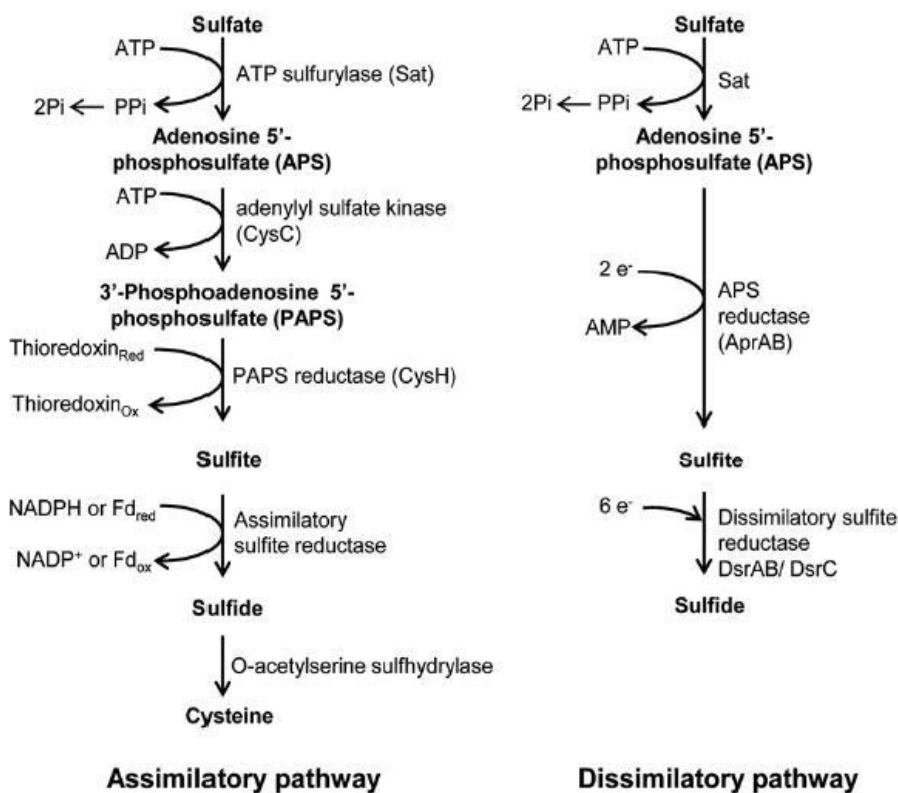 Sulfate
ATP
ATP sulfurylase (Sat)
2Pi ← PPi
Adenosine 5’-
phosphosulfate (APS)
ATP
adenylyl sulfate kinase
(CysC)
ADP
3’-Phosphoadenosine 5’-
phosphosulfate (PAPS)
Thioredoxin_Red
PAPS reductase (CysH)
Thioredoxin_Ox
Sulfite
NADPH or Fd_red
Assimilatory
sulfite reductase
NADP⁺ or Fd_ox
Sulfide
O-acetylserine sulfhydrylase
Cysteine
Assimilatory pathway
Sulfate
ATP
Sat
2Pi ← PPi
Adenosine 5’-
phosphosulfate (APS)
2 e⁻
APS
reductase
(AprAB)
AMP
Sulfite
6 e⁻
Dissimilatory sulfite
reductase
DsrAB/ DsrC
Sulfide
Dissimilatory pathway